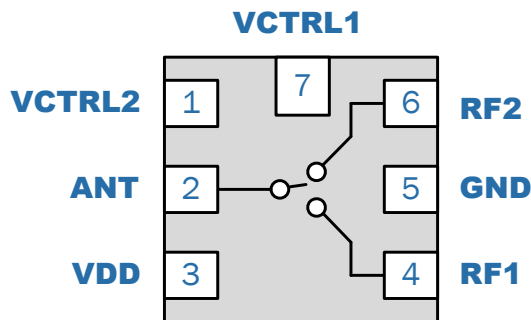 VCTRL1
VCTRL2 1 7 6 RF2
ANT 2 5 GND
VDD 3 4 RF1